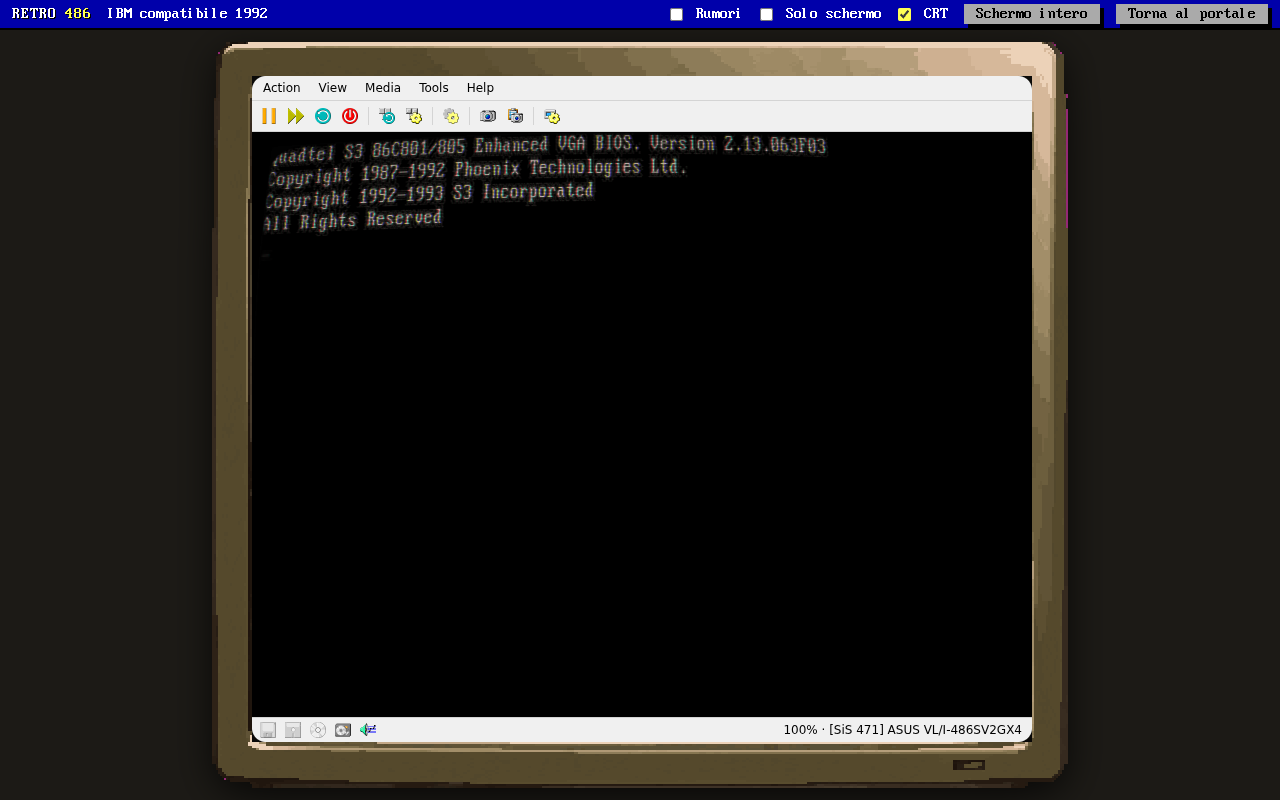 RETRO 486 IBM compatibile 1992 Rumori Solo schermo CRT Schermo intero Torna al portale
Action View Media Tools Help
Quadtel S3 86C801/805 Enhanced VGA BIOS. Version 2.13.063F03
Copyright 1987-1992 Phoenix Technologies Ltd.
Copyright 1992-1993 S3 Incorporated
All Rights Reserved
100% · [SiS 471] ASUS VL/I-486SV2GX4